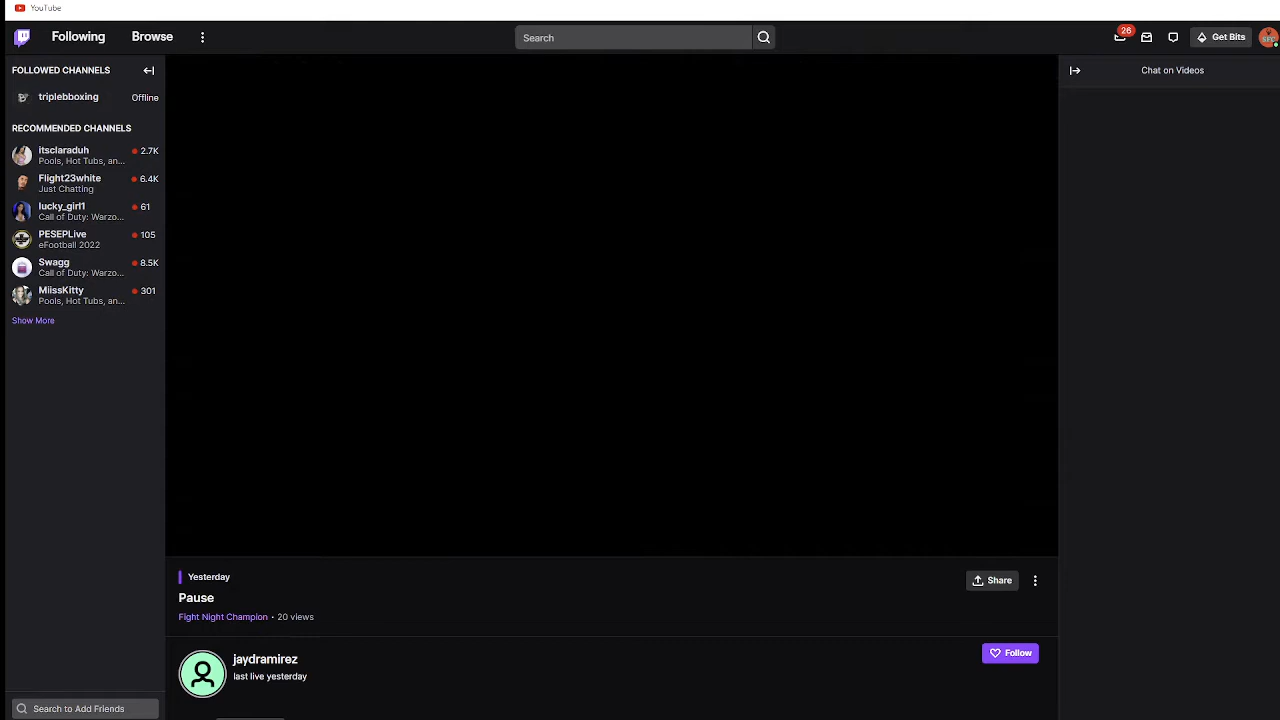 YouTube
Following Browse Search 26 Get Bits
FOLLOWED CHANNELS
triplebboxing Offline
RECOMMENDED CHANNELS
itsclaraduh 2.7K
Pools, Hot Tubs, an...
Flight23white 6.4K
Just Chatting
lucky_girl1 61
Call of Duty: Warzo...
PESEPLive 105
eFootball 2022
Swagg 8.5K
Call of Duty: Warzo...
MiissKitty 301
Pools, Hot Tubs, an...
Show More
Search to Add Friends
Yesterday
Pause
Fight Night Champion • 20 views
Share
jaydramirez
last live yesterday
Follow
Chat on Videos